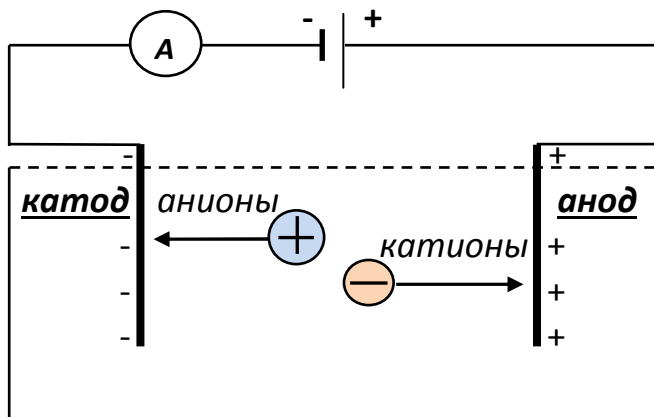 A
- +
- +
катод анионы анод
+
- катионы +
-
- +
- +